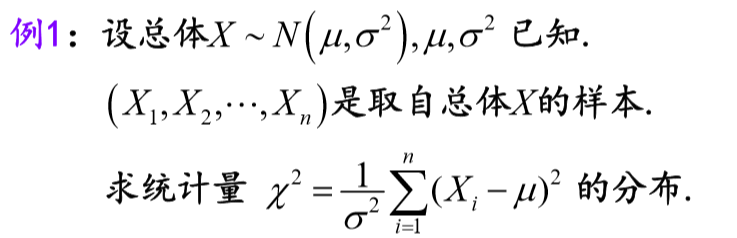 例1：设总体X ~ N(μ,σ²),μ,σ² 已知.
(X₁,X₂,⋯,Xₙ)是取自总体X的样本.
求统计量 χ² = 1/σ² ∑ᵢ₌₁ⁿ (Xᵢ − μ)² 的分布.